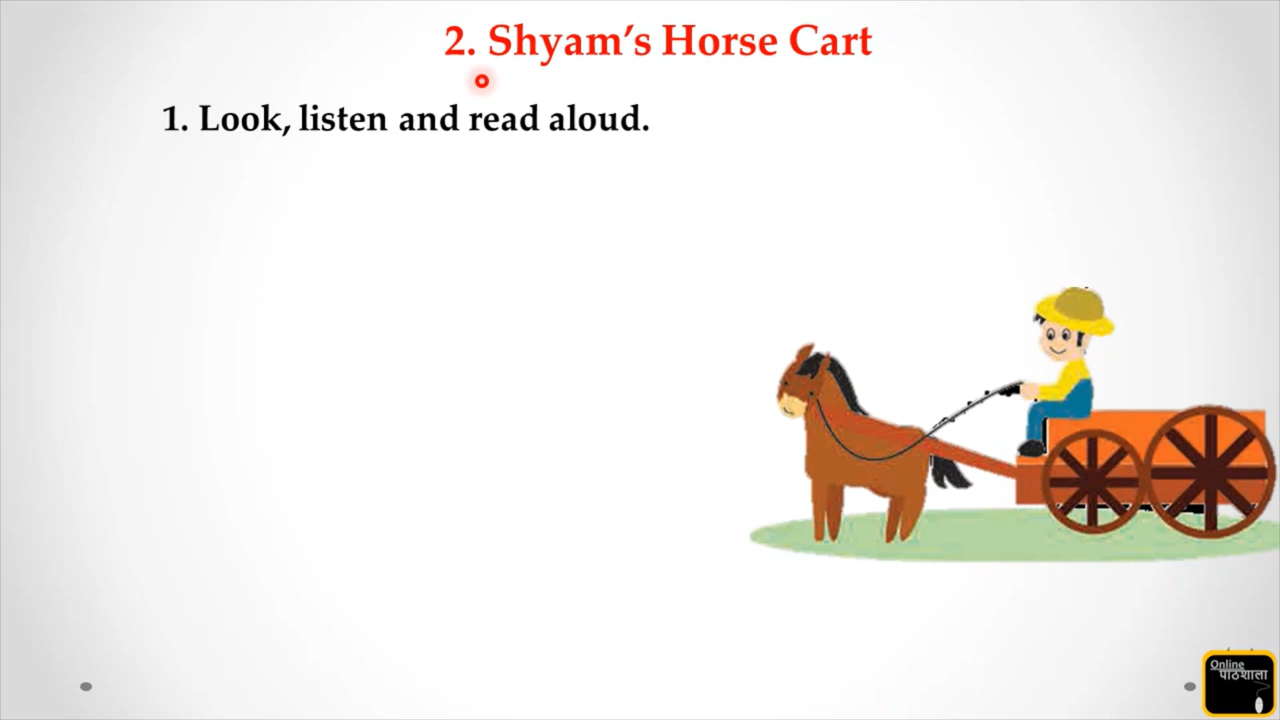 2. Shyam’s Horse Cart
1. Look, listen and read aloud.
Online
पाठशाला